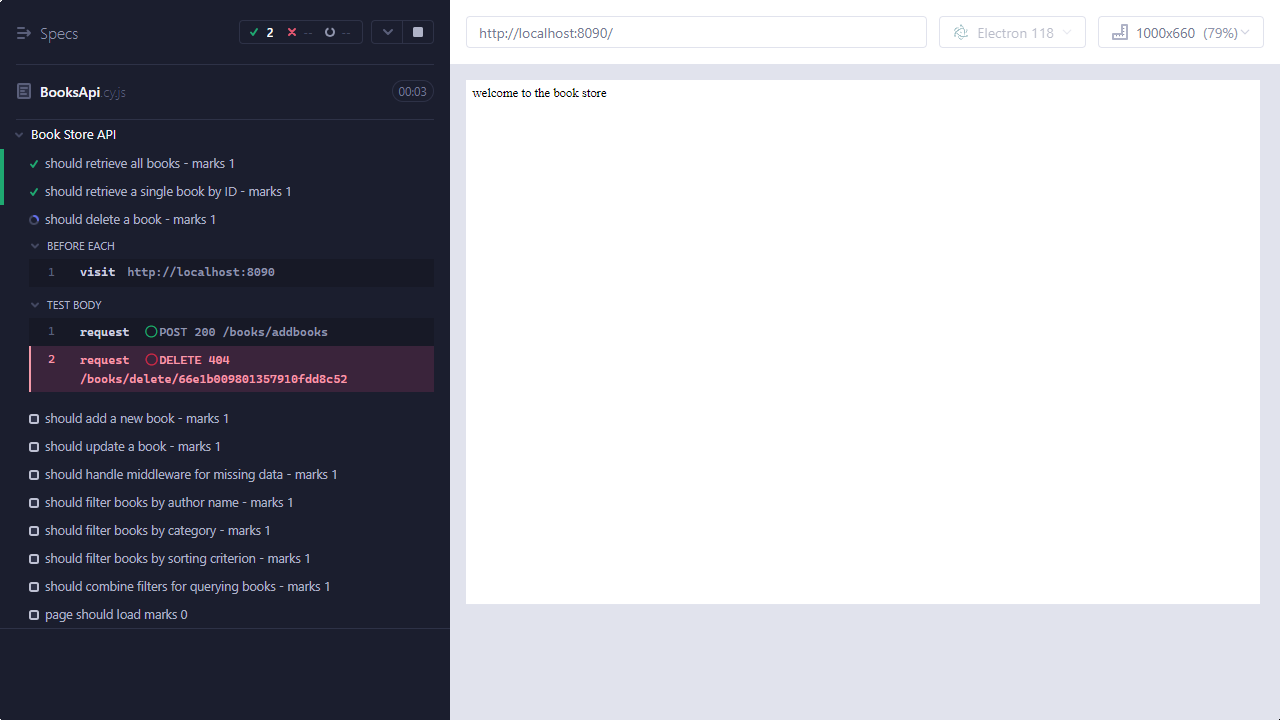 Specs
2 -- --
BooksApi.cy.js 00:03
Book Store API
should retrieve all books - marks 1
should retrieve a single book by ID - marks 1
should delete a book - marks 1
BEFORE EACH
1 visit http://localhost:8090
TEST BODY
1 request POST 200 /books/addbooks
2 request DELETE 404
/books/delete/66e1b009801357910fdd8c52
should add a new book - marks 1
should update a book - marks 1
should handle middleware for missing data - marks 1
should filter books by author name - marks 1
should filter books by category - marks 1
should filter books by sorting criterion - marks 1
should combine filters for querying books - marks 1
page should load marks 0
http://localhost:8090/
Electron 118
1000x660 (79%)
welcome to the book store